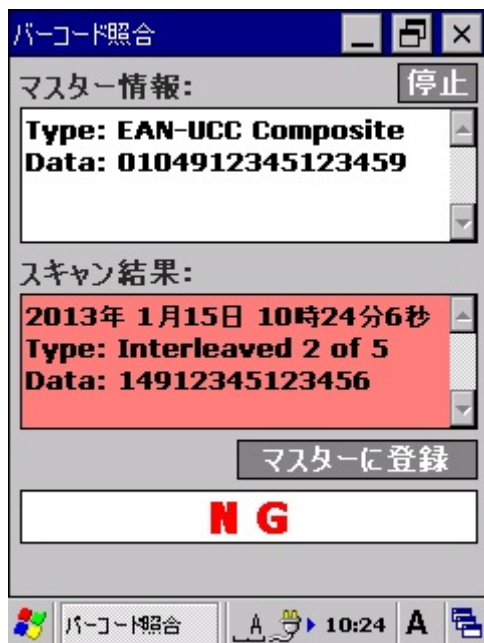 バーコード照合
マスター情報:
停止
Type: EAN-UCC Composite
Data: 0104912345123459
スキャン結果:
2013年 1月15日 10時24分6秒
Type: Interleaved 2 of 5
Data: 14912345123456
マスターに登録
N G
バーコード照合
A
10:24
A